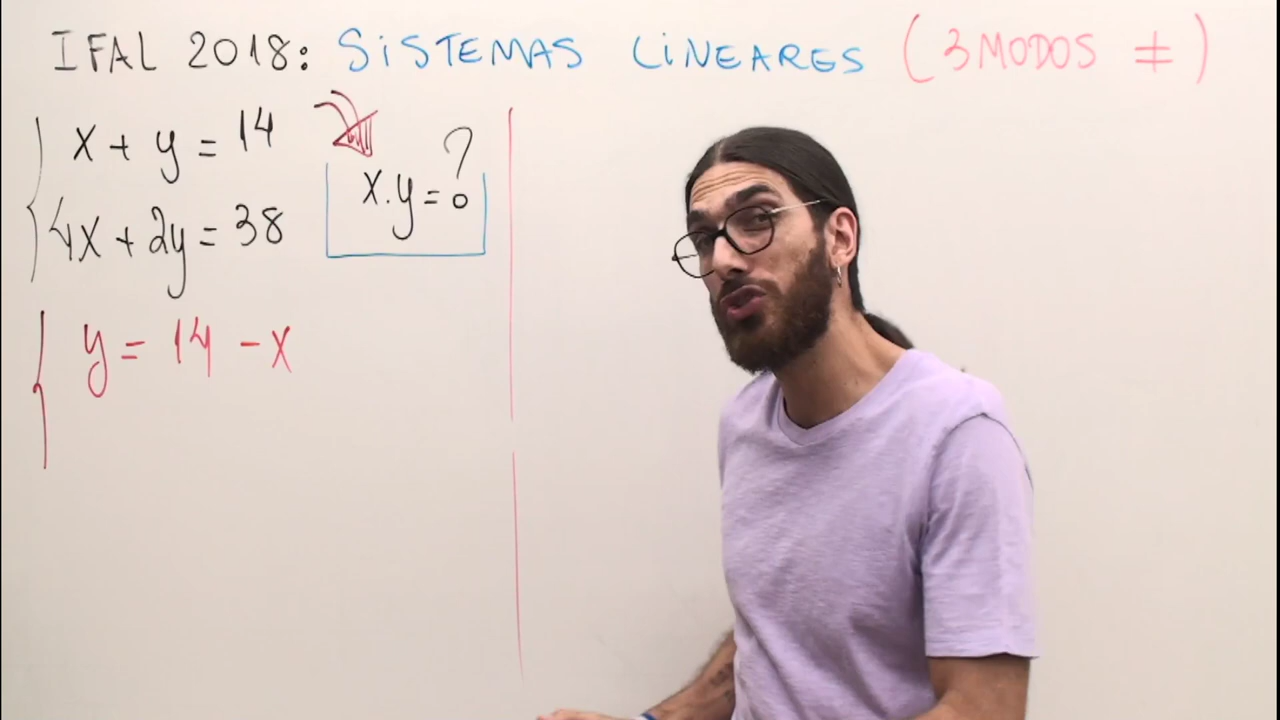 IFAL 2018: SiSTEMAS LiNEARES (3 MODOS ≠)
x + y = 14
4x + 2y = 38
x.y = ?
y = 14 - x